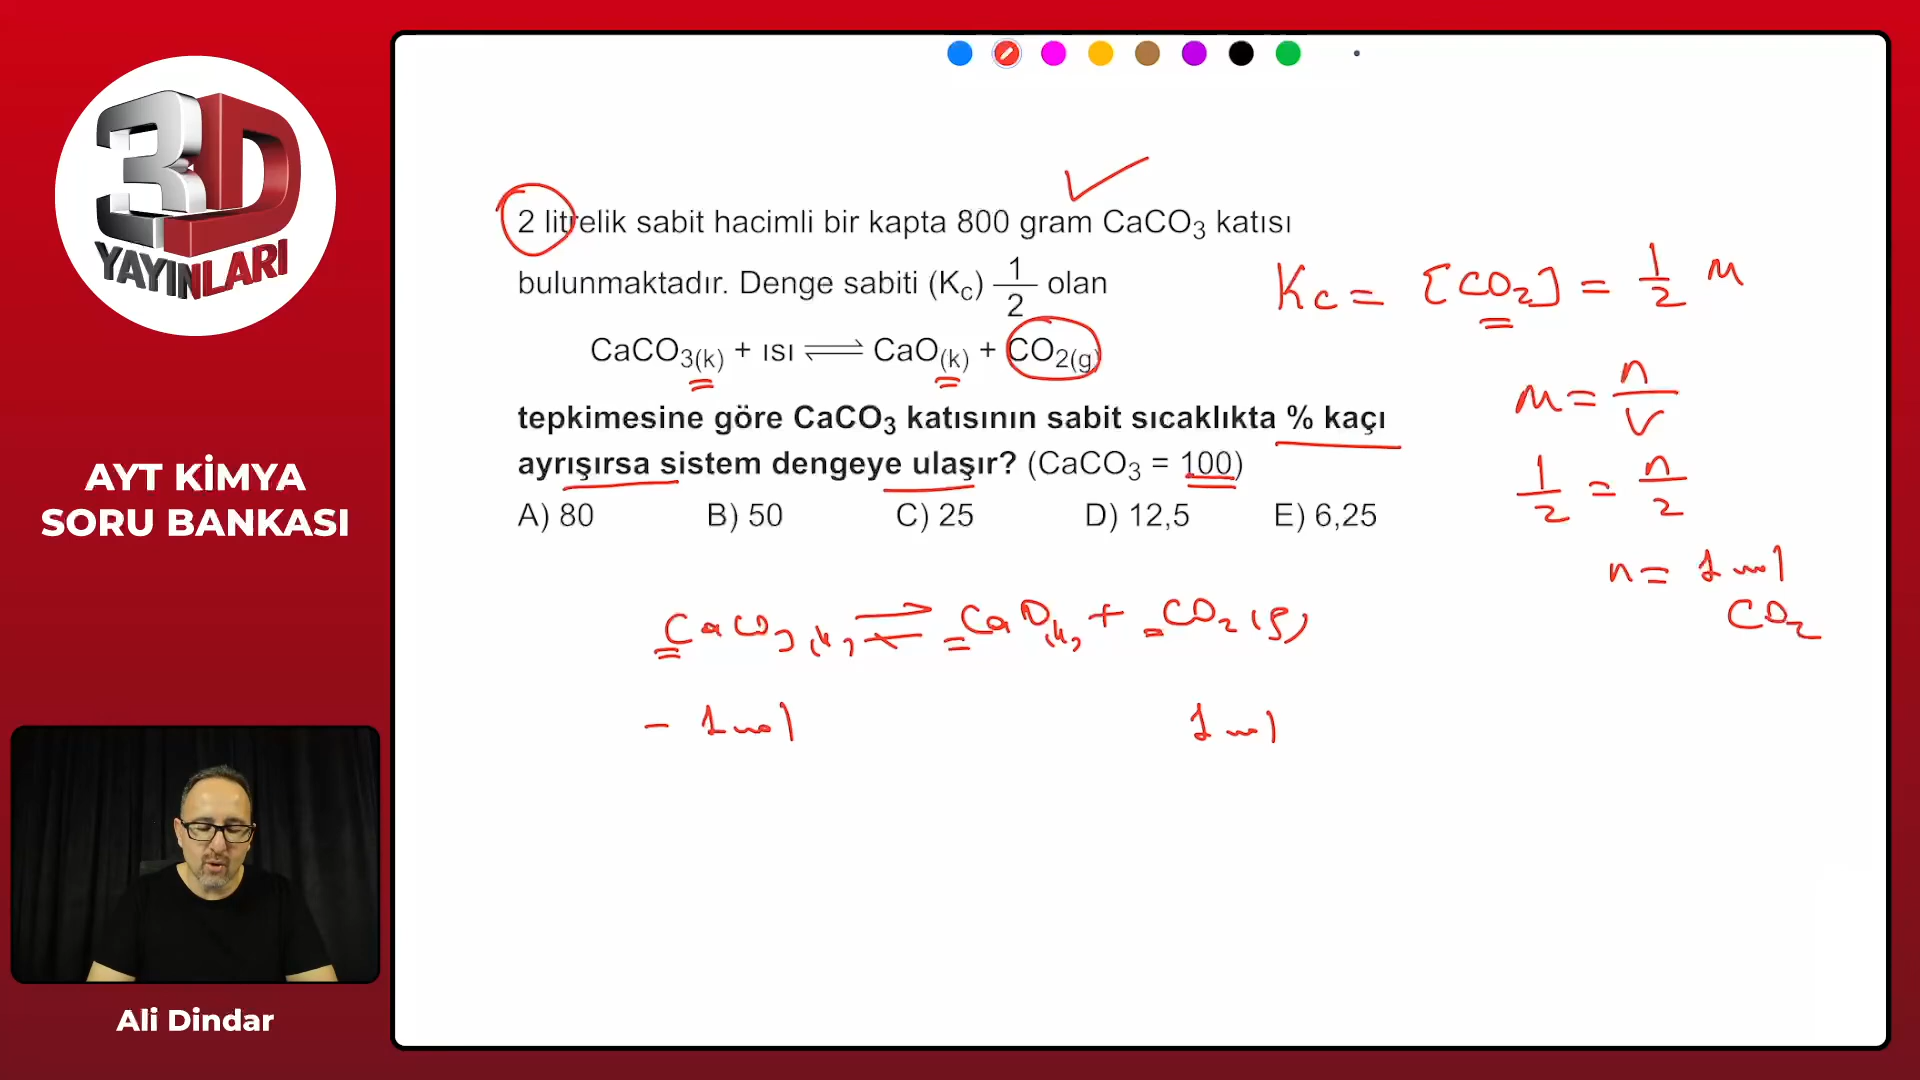 3D
YAYINLARI
AYT KİMYA
SORU BANKASI
Ali Dindar
2 litrelik sabit hacimli bir kapta 800 gram CaCO₃ katısı
bulunmaktadır. Denge sabiti (K꜀) 1/2 olan
CaCO₃(k) + ısı ⇌ CaO(k) + CO₂(g)
tepkimesine göre CaCO₃ katısının sabit sıcaklıkta % kaçı
ayrışırsa sistem dengeye ulaşır? (CaCO₃ = 100)
A) 80 B) 50 C) 25 D) 12,5 E) 6,25
Kc = [CO₂] = 1/2 M
M = n/V
1/2 = n/2
n = 1 mol
CO₂
CaCO₃(k) ⇌ CaO(k) + CO₂(g)
- 1 mol 1 mol